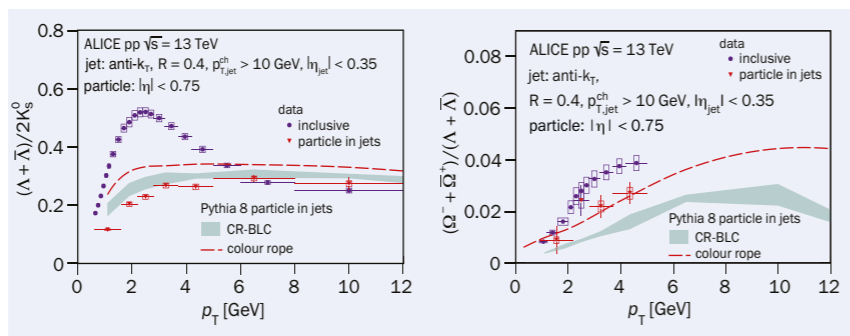 0.8
0.6
0.4
0.2
0
(Λ + Λ̅)/2K⁰ₛ
ALICE pp √s = 13 TeV
jet: anti-kT, R = 0.4, p^ch_T,jet > 10 GeV, |ηjet| < 0.35
particle: |η| < 0.75
data
inclusive
particle in jets
Pythia 8 particle in jets
CR-BLC
colour rope
0 2 4 6 8 10 12
pT [GeV]
0.08
0.06
0.04
0.02
0
(Ω⁻ + Ω̅⁺)/(Λ + Λ̅)
ALICE pp √s = 13 TeV
data
inclusive
particle in jets
jet: anti-kT,
R = 0.4, p^ch_T,jet > 10 GeV, |ηjet| < 0.35
particle: |η| < 0.75
Pythia 8 particle in jets
CR-BLC
colour rope
0 2 4 6 8 10 12
pT [GeV]